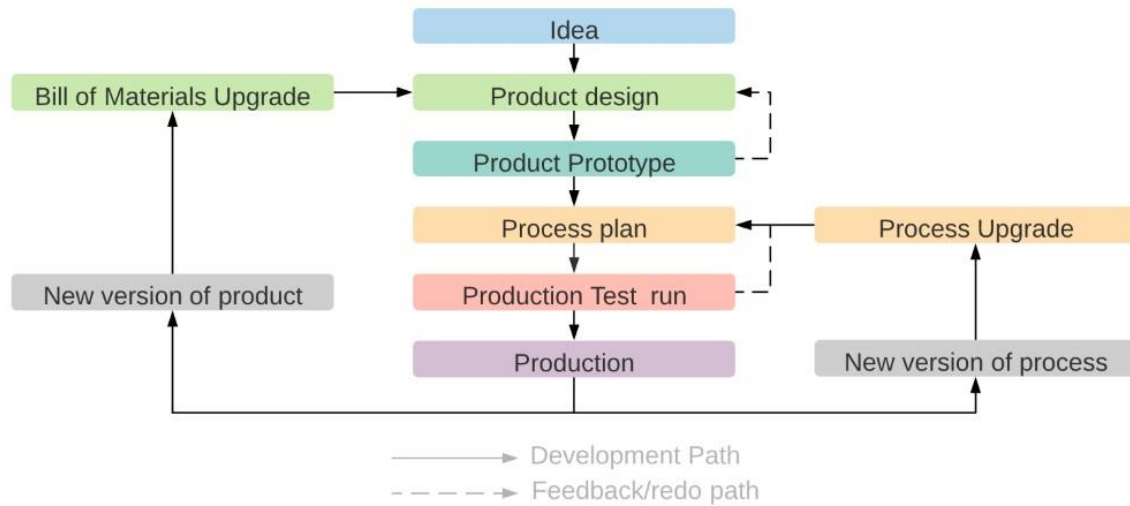 Idea
Bill of Materials Upgrade
Product design
Product Prototype
Process plan
Process Upgrade
New version of product
Production Test run
Production
New version of process
Development Path
Feedback/redo path